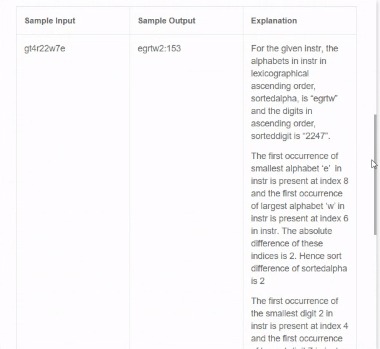 Sample Input Sample Output Explanation
gt4r22w7e egrtw2:153 For the given instr, the
alphabets in instr in
lexicographical
ascending order,
sortedalpha, is “egrtw”
and the digits in
ascending order,
sorteddigit is “2247”.
The first occurrence of
smallest alphabet ‘e’ in
instr is present at index 8
and the first occurrence
of largest alphabet ‘w’ in
instr is present at index 6
in instr. The absolute
difference of these
indices is 2. Hence sort
difference of sortedalpha
is 2
The first occurrence of
the smallest digit 2 in
instr is present at index 4
and the first occurrence